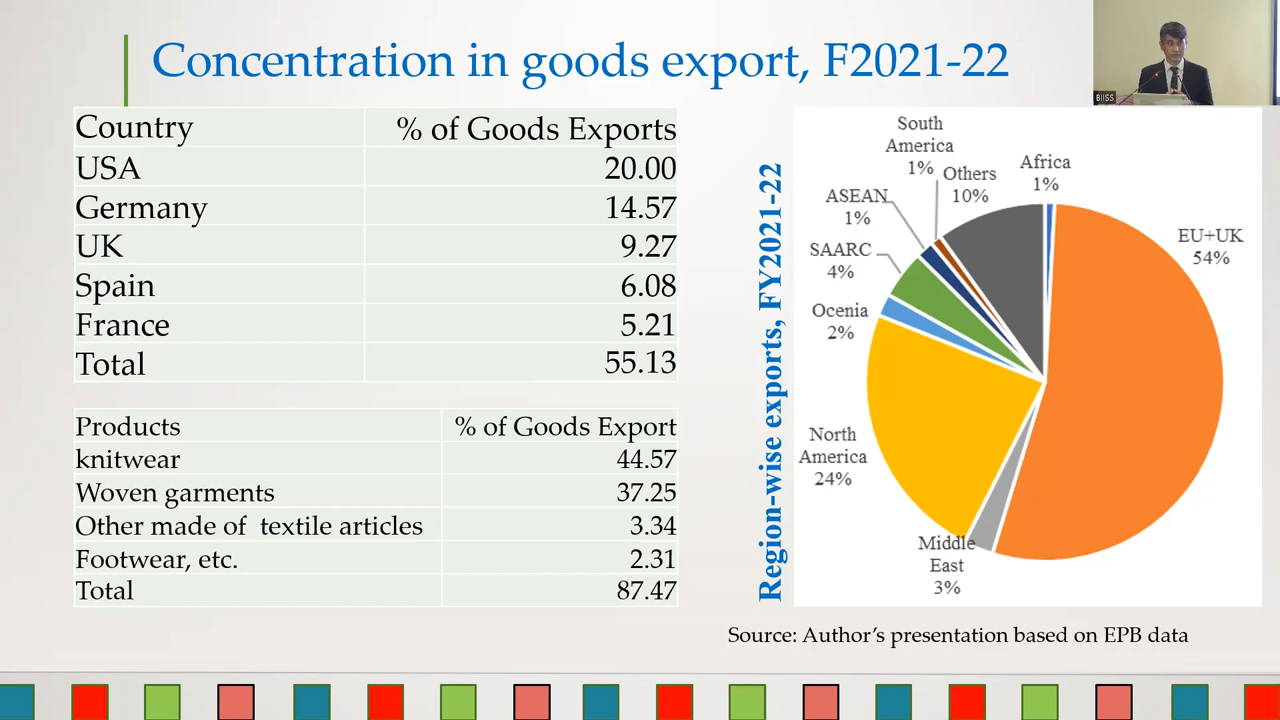 Concentration in goods export, F2021-22
BIISS
Country % of Goods Exports
USA 20.00
Germany 14.57
UK 9.27
Spain 6.08
France 5.21
Total 55.13
Products % of Goods Export
knitwear 44.57
Woven garments 37.25
Other made of textile articles 3.34
Footwear, etc. 2.31
Total 87.47
Region-wise exports, FY2021-22
South
America
1%
Others
10%
Africa
1%
ASEAN
1%
EU+UK
54%
SAARC
4%
Ocenia
2%
North
America
24%
Middle
East
3%
Source: Author's presentation based on EPB data